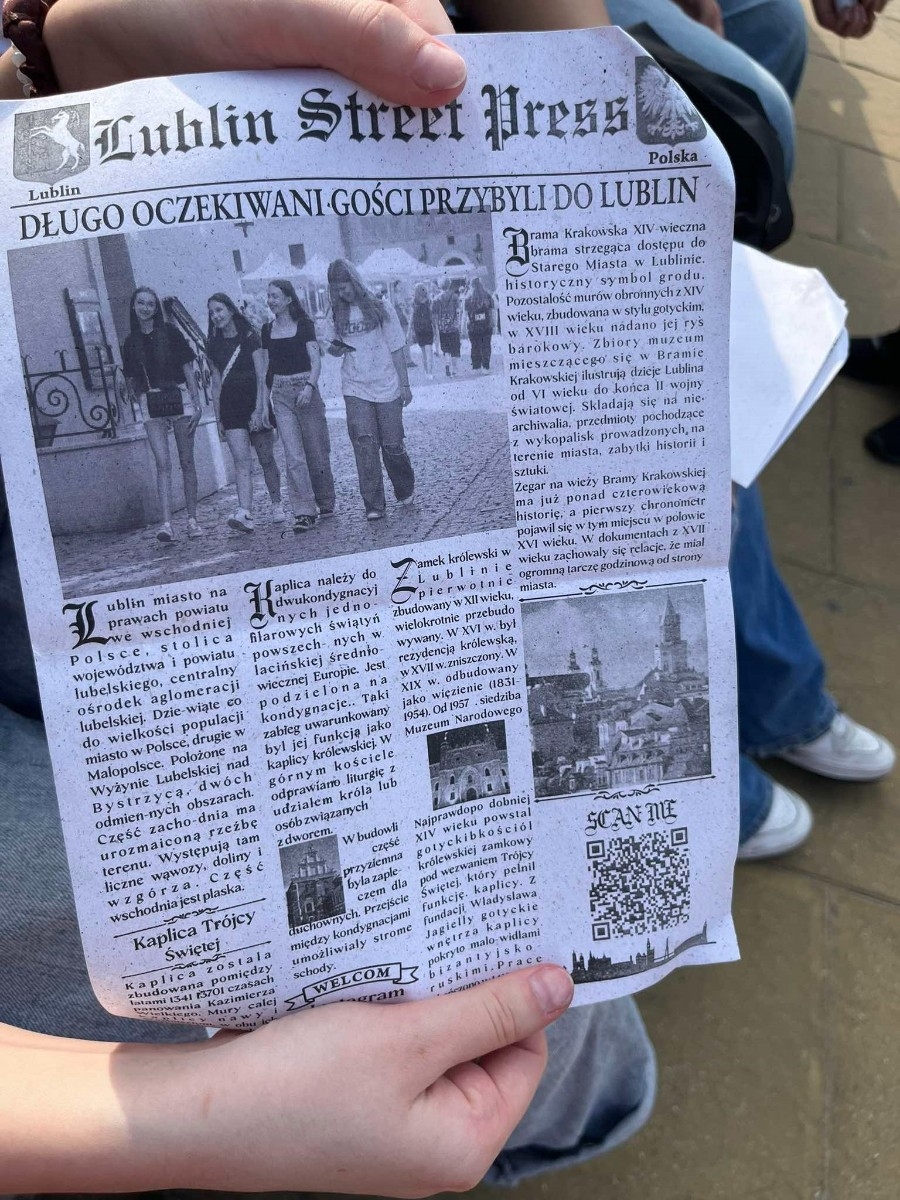 Lublin Street Press
Lublin
Polska
DŁUGO OCZEKIWANI GOŚCI PRZYBYLI DO LUBLIN
Brama Krakowska XIV-wieczna
brama strzegąca dostępu do
Starego Miasta w Lublinie.
historyczny symbol grodu.
Pozostałość murów obronnych z XIV
wieku, zbudowana w stylu gotyckim,
w XVIII wieku nadano jej rys
barokowy. Zbiory muzeum
mieszczącego się w Bramie
Krakowskiej ilustrują dzieje Lublina
od VI wieku do końca II wojny
światowej. Składają się na nie-
archiwalia, przedmioty pochodzące
z wykopalisk prowadzonych, na
terenie miasta, zabytki historii i
sztuki.
Zegar na wieży Bramy Krakowskiej
ma już ponad czterowiekową
historię, a pierwszy chronometr
pojawił się w tym miejscu w połowie
XVI wieku. W dokumentach z XVII
wieku zachowały się relacje, że miał
ogromną tarczę godzinową od strony
miasta.
Lublin miasto na
prawach powiatu
we wschodniej
Polsce, stolica
województwa i powiatu
lubelskiego, centralny
ośrodek aglomeracji
lubelskiej. Dzie-wiąte co
do wielkości populacji
miasto w Polsce, drugie w
Małopolsce. Położone na
Wyżynie Lubelskiej nad
Bystrzycą, dwóch
odmien-nych obszarach.
Część zacho-dnia ma
urozmaiconą rzeźbę
terenu. Występują tam
liczne wąwozy, doliny i
wzgórza. Część
wschodnia jest płaska.
Kaplica Trójcy
Świętej
Kaplica została
zbudowana pomiędzy
latami 1341 i 13701 czasach
panowania Kazimierza
Wielkiego. Mury całej
nawy i
w obu
Kaplica należy do
dwukondygnacyj
nych jedno-
filarowych świątyń
powszech- nych w
łacińskiej średnio-
wiecznej Europie. Jest
podzielona na
kondygnacje.. Taki
zabieg uwarunkowany
był jej funkcją jako
kaplicy królewskiej. W
górnym kościele
odprawiano liturgię z
udziałem króla lub
osób związanych
z dworem.
W budowli
część
przyziemna
była zaple-
czem dla
duchownych. Przejście
między kondygnacjami
umożliwiały strome
schody.
WELCOM
Zamek królewski w
Lublinie
pierwotnie
zbudowany w XII wieku,
wielokrotnie przebudo
wywany. W XVI w. był
rezydencją królewską,
w XVII w. zniszczony. W
XIX w. odbudowany
jako więzienie (1831-
1954). Od 1957 . siedziba
Muzeum Narodowego
Najprawdopo dobniej
XIV wieku powstał
gotyckibkościół
królewskiej zamkowy
pod wezwaniem Trójcy
Świętej, który pełnił
funkcję kaplicy. Z
fundacji Władysława
Jagiełły gotyckie
wnętrza kaplicy
pokryto malo-widłami
bizantyjsko-
ruskimi. Prace
SCAN ME